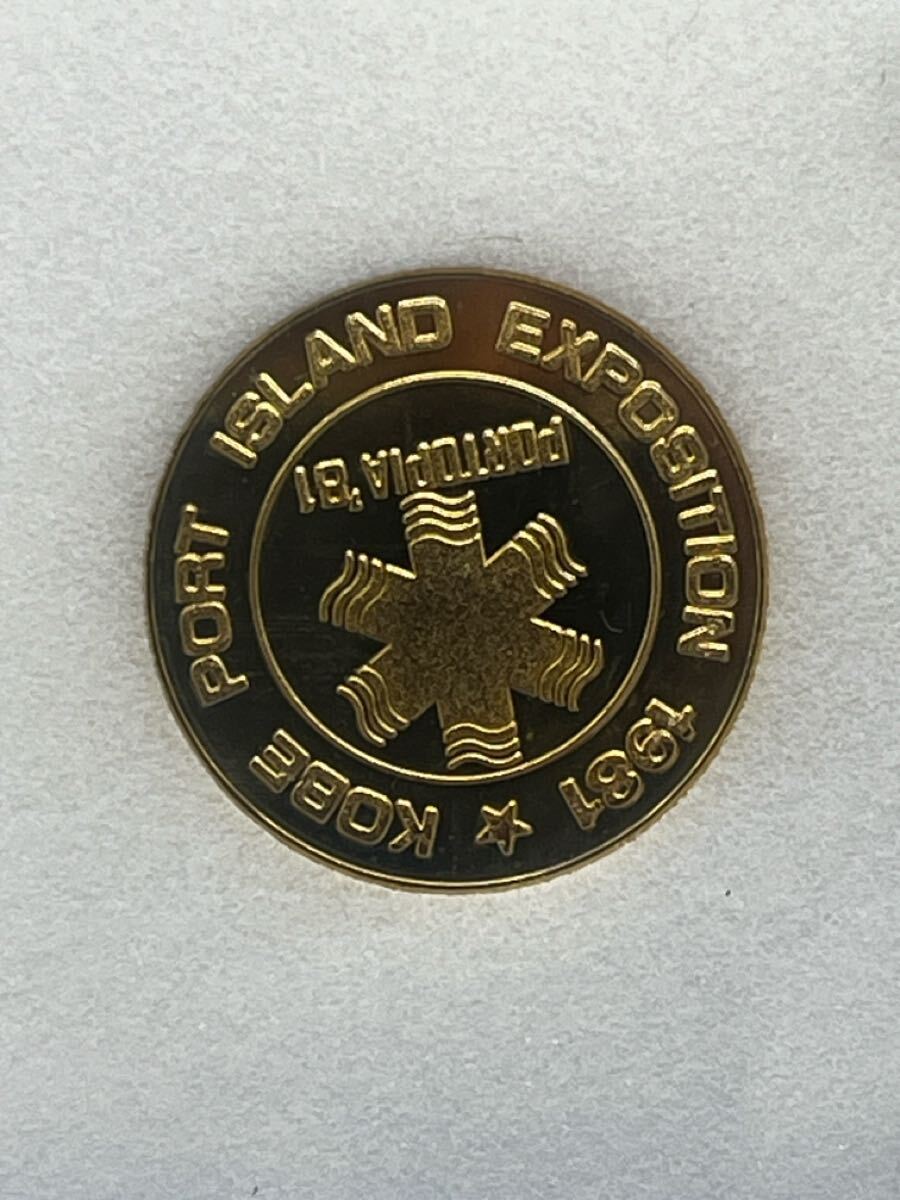 KOBE PORT ISLAND EXPOSITION 1981 ☆
PORTOPIA '81